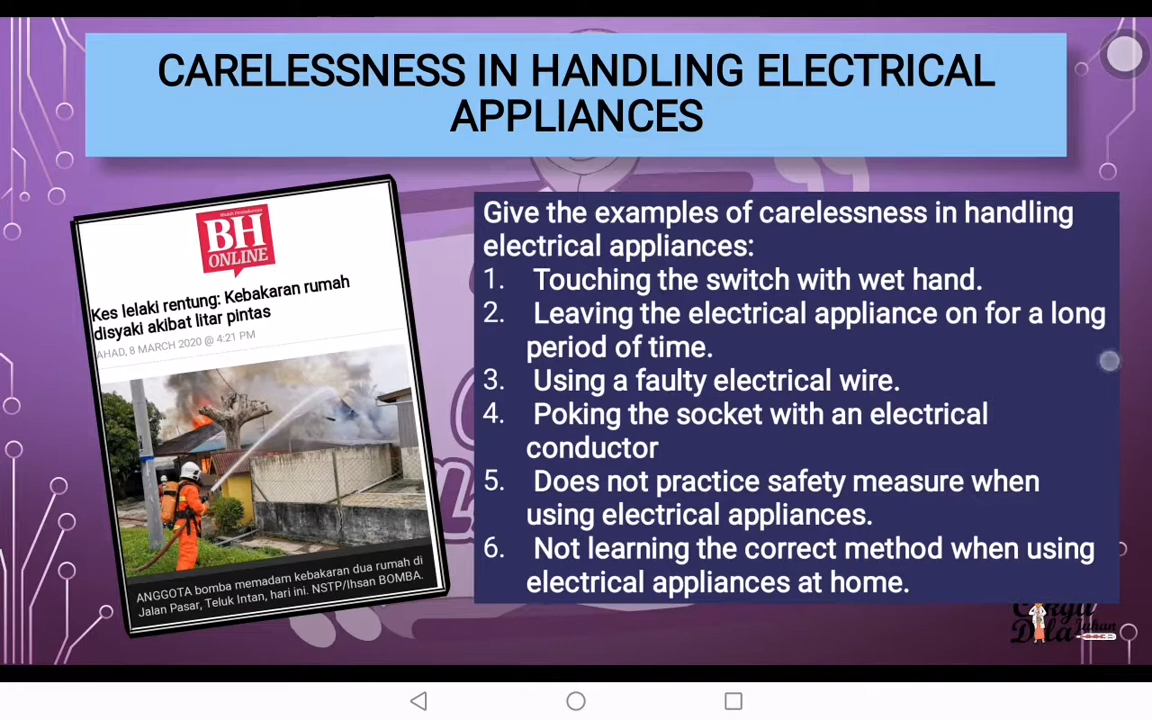 CARELESSNESS IN HANDLING ELECTRICAL
APPLIANCES
BH
ONLINE
Kes lelaki rentung: Kebakaran rumah
disyaki akibat litar pintas
AHAD, 8 MARCH 2020 @ 4:21 PM
ANGGOTA bomba memadam kebakaran dua rumah di
Jalan Pasar, Teluk Intan, hari ini. NSTP/Ihsan BOMBA.
Give the examples of carelessness in handling
electrical appliances:
1. Touching the switch with wet hand.
2. Leaving the electrical appliance on for a long
period of time.
3. Using a faulty electrical wire.
4. Poking the socket with an electrical
conductor
5. Does not practice safety measure when
using electrical appliances.
6. Not learning the correct method when using
electrical appliances at home.